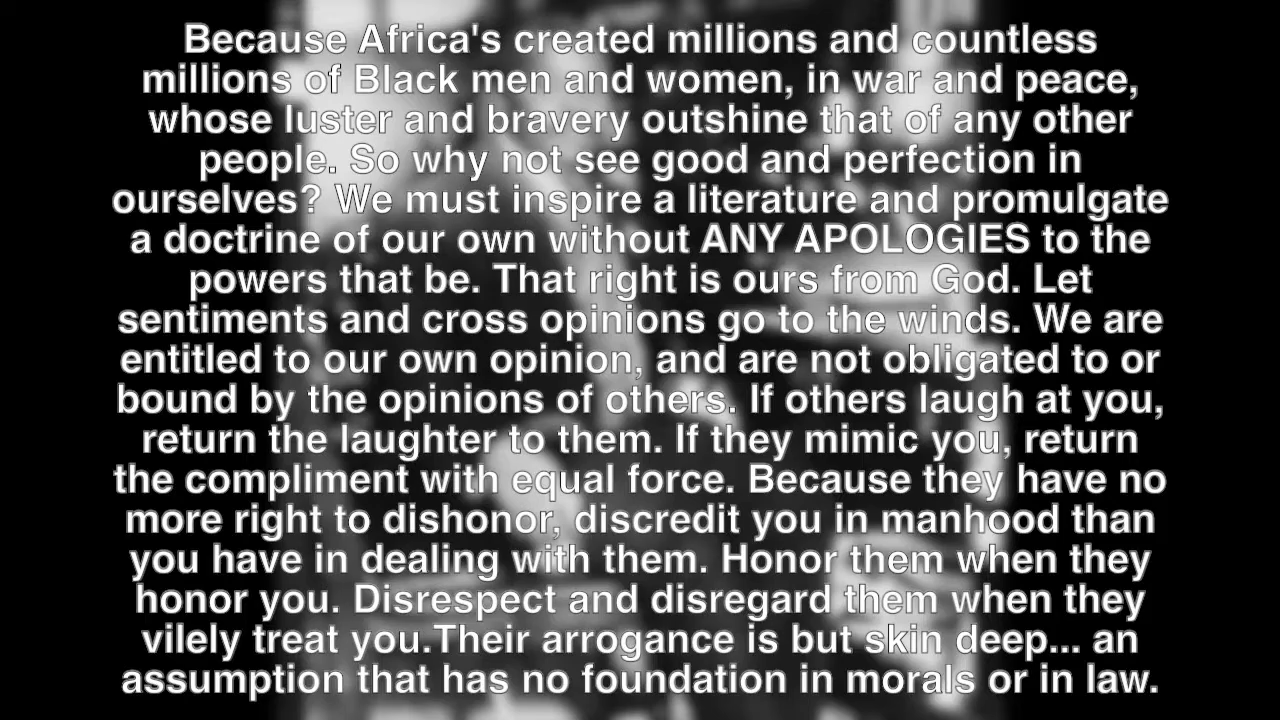 Because Africa's created millions and countless
millions of Black men and women, in war and peace,
whose luster and bravery outshine that of any other
people. So why not see good and perfection in
ourselves? We must inspire a literature and promulgate
a doctrine of our own without ANY APOLOGIES to the
powers that be. That right is ours from God. Let
sentiments and cross opinions go to the winds. We are
entitled to our own opinion, and are not obligated to or
bound by the opinions of others. If others laugh at you,
return the laughter to them. If they mimic you, return
the compliment with equal force. Because they have no
more right to dishonor, discredit you in manhood than
you have in dealing with them. Honor them when they
honor you. Disrespect and disregard them when they
vilely treat you.Their arrogance is but skin deep... an
assumption that has no foundation in morals or in law.